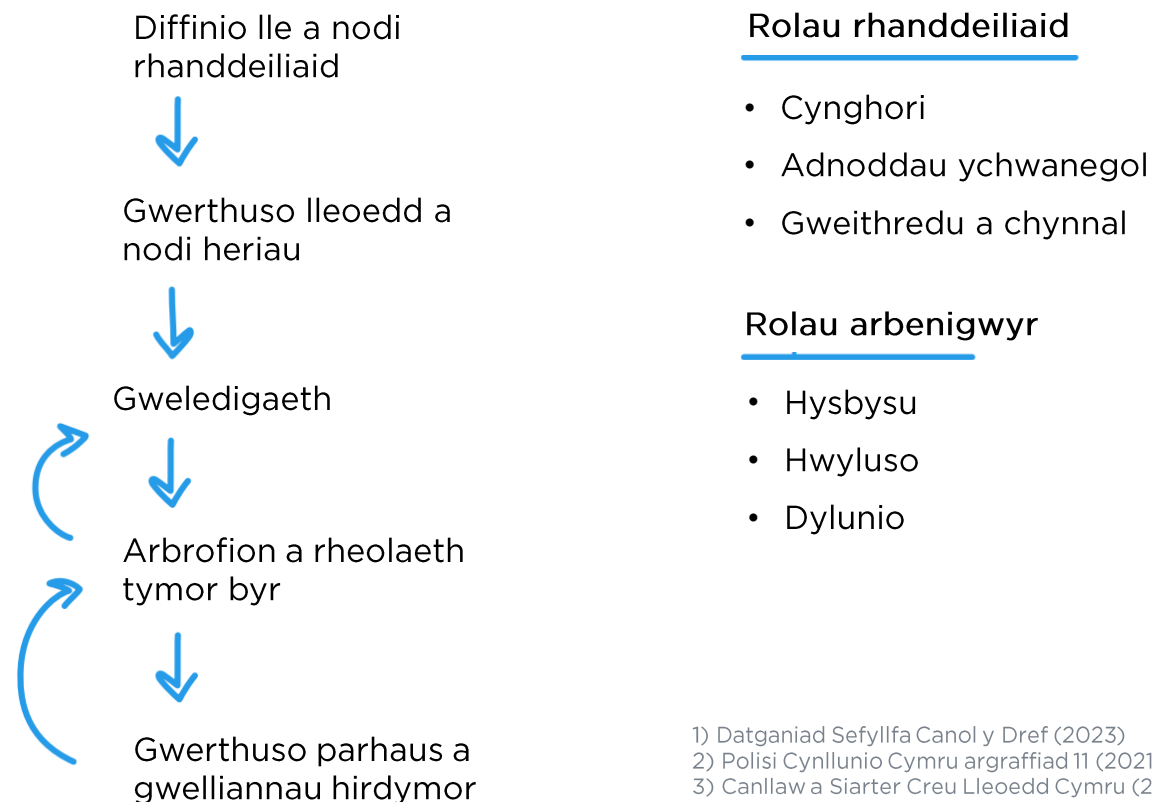 Diffinio lle a nodi
rhanddeiliaid
Gwerthuso lleoedd a
nodi heriau
Gweledigaeth
Arbrofion a rheolaeth
tymor byr
Gwerthuso parhaus a
gwelliannau hirdymor
Rolau rhanddeiliaid
• Cynghori
• Adnoddau ychwanegol
• Gweithredu a chynnal
Rolau arbenigwyr
• Hysbysu
• Hwyluso
• Dylunio
1) Datganiad Sefyllfa Canol y Dref (2023)
2) Polisi Cynllunio Cymru argraffiad 11 (2021
3) Canllaw a Siarter Creu Lleoedd Cymru (2